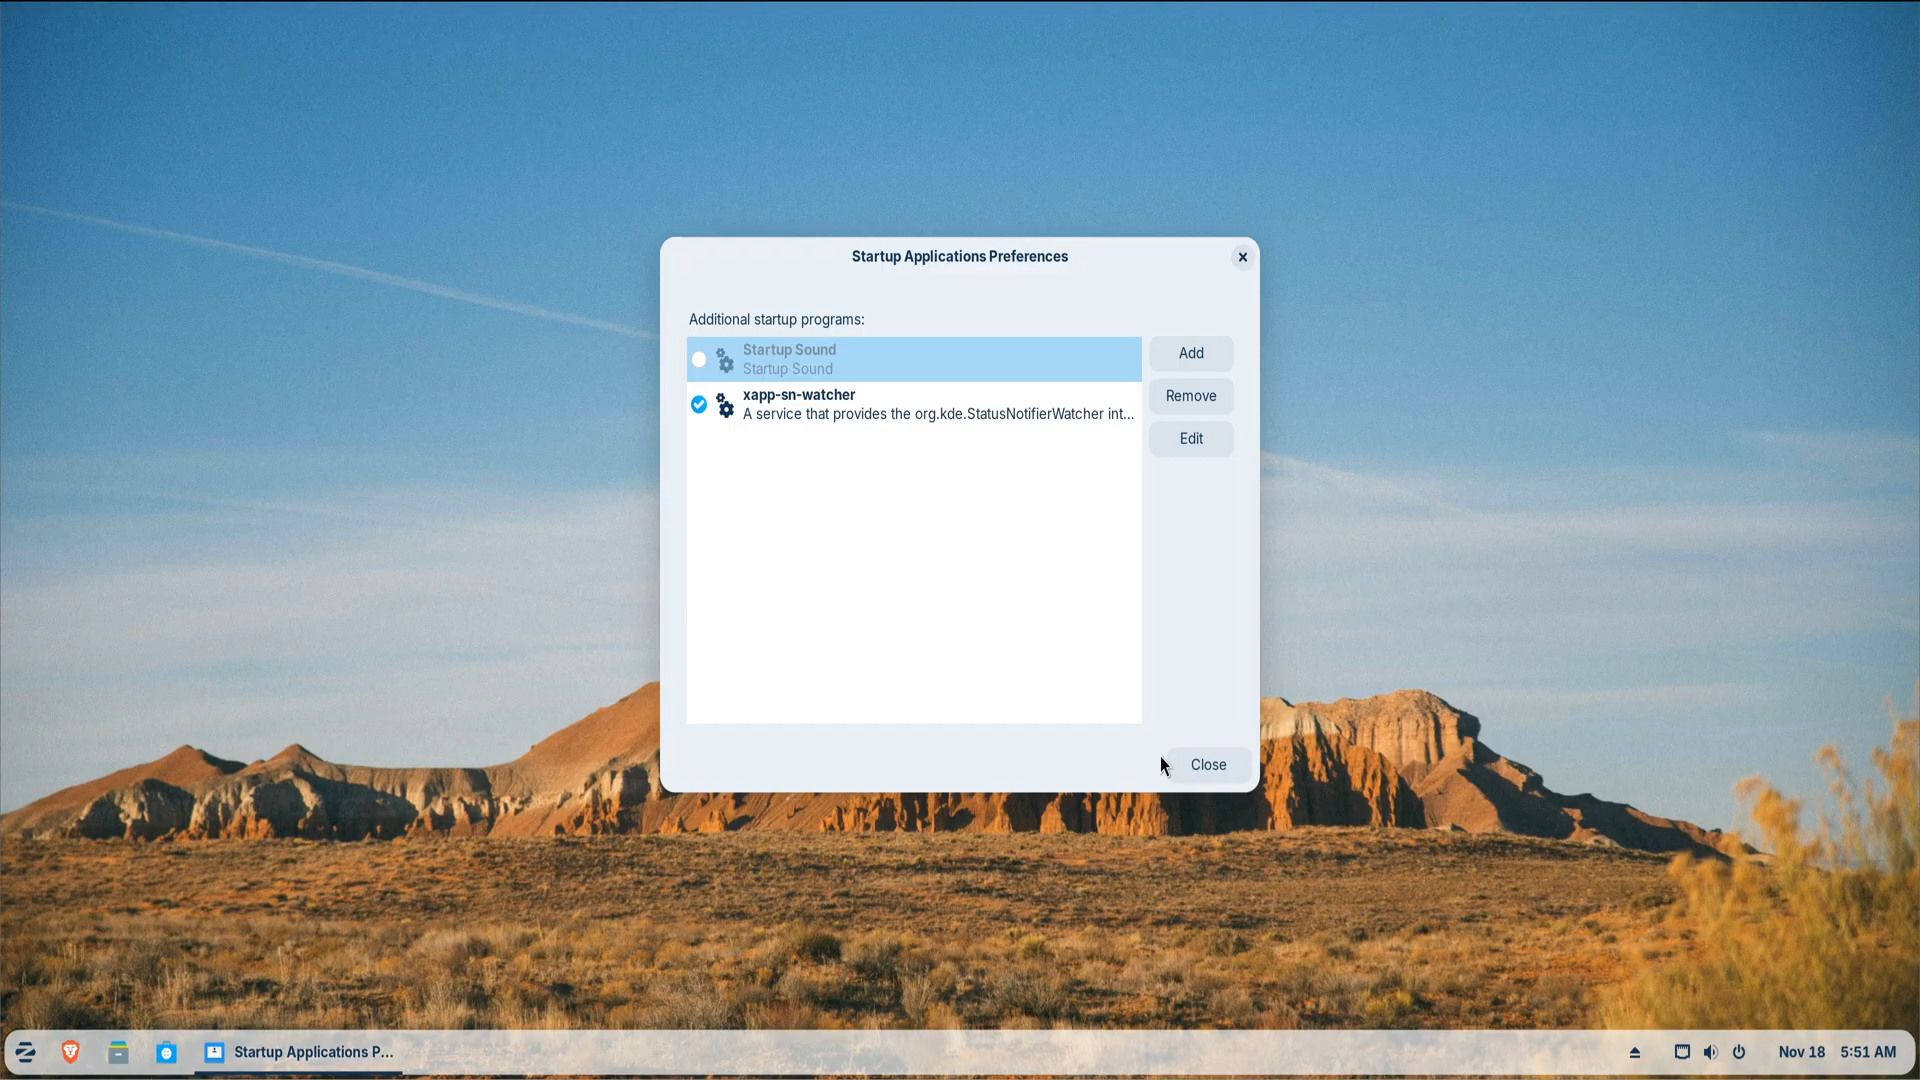 Startup Applications Preferences
Additional startup programs:
Startup Sound
Startup Sound
xapp-sn-watcher
A service that provides the org.kde.StatusNotifierWatcher int...
Add
Remove
Edit
Close
Startup Applications P...
Nov 18 5:51 AM